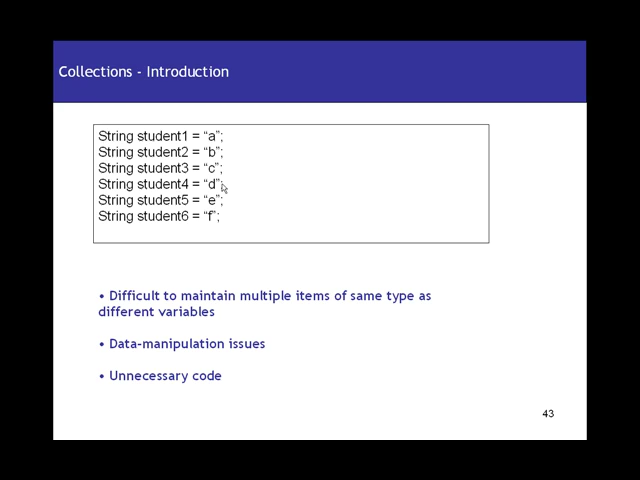 Collections - Introduction
String student1 = “a”;
String student2 = “b”;
String student3 = “c”;
String student4 = “d”;
String student5 = “e”;
String student6 = “f”;
• Difficult to maintain multiple items of same type as
different variables
• Data-manipulation issues
• Unnecessary code
43